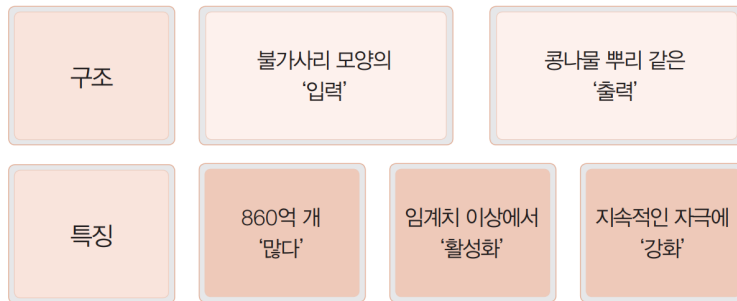 구조
불가사리 모양의
‘입력’
콩나물 뿌리 같은
‘출력’
특징
860억 개
‘많다’
임계치 이상에서
‘활성화’
지속적인 자극에
‘강화’